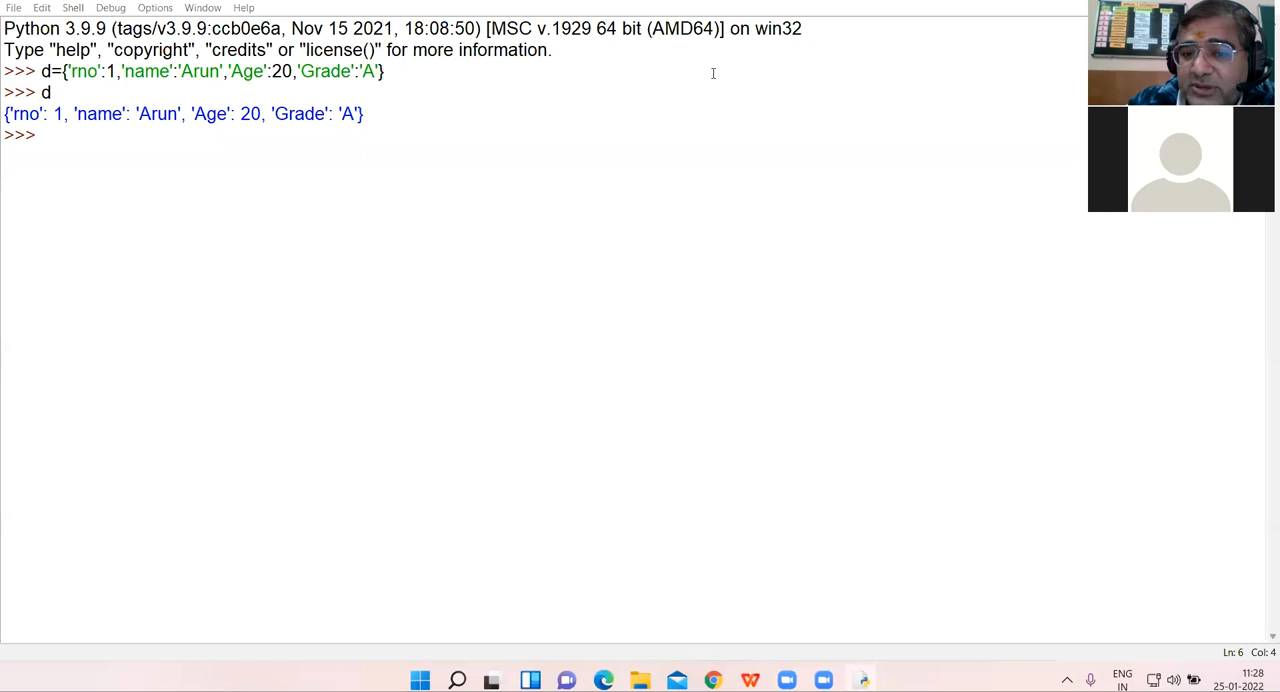 File Edit Shell Debug Options Window Help
Python 3.9.9 (tags/v3.9.9:ccb0e6a, Nov 15 2021, 18:08:50) [MSC v.1929 64 bit (AMD64)] on win32
Type "help", "copyright", "credits" or "license()" for more information.
>>> d={'rno':1,'name':'Arun','Age':20,'Grade':'A'}
>>> d
{'rno': 1, 'name': 'Arun', 'Age': 20, 'Grade': 'A'}
>>>
Ln: 6 Col: 4
ENG
IN
11:28
25-01-2022